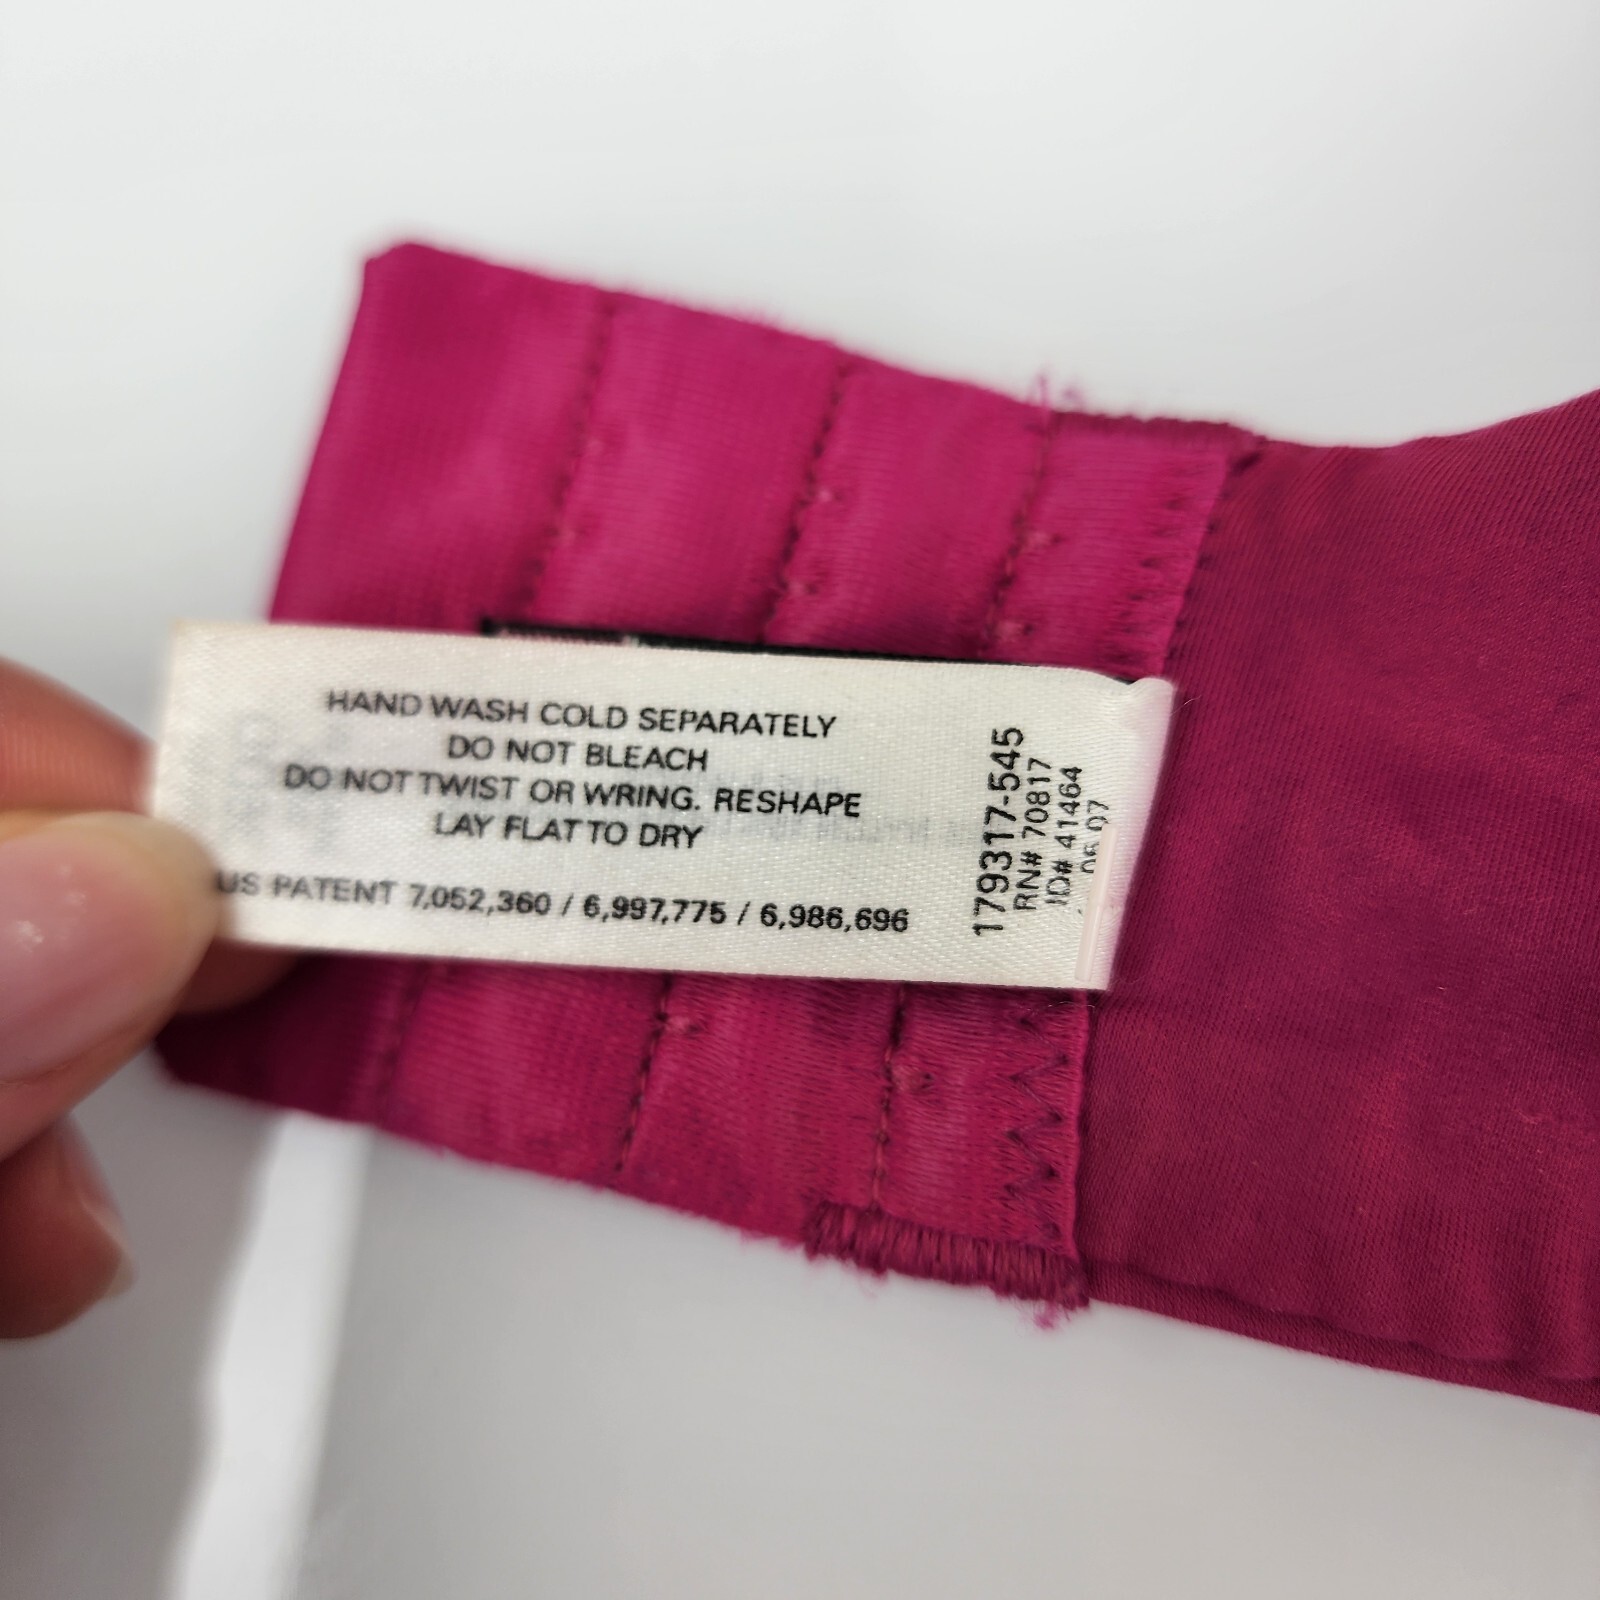 HAND WASH COLD SEPARATELY
DO NOT BLEACH
DO NOT TWIST OR WRING. RESHAPE
LAY FLAT TO DRY
US PATENT 7,052,360 / 6,997,775 / 6,986,696
179317-545
RN# 70817
ID# 41464